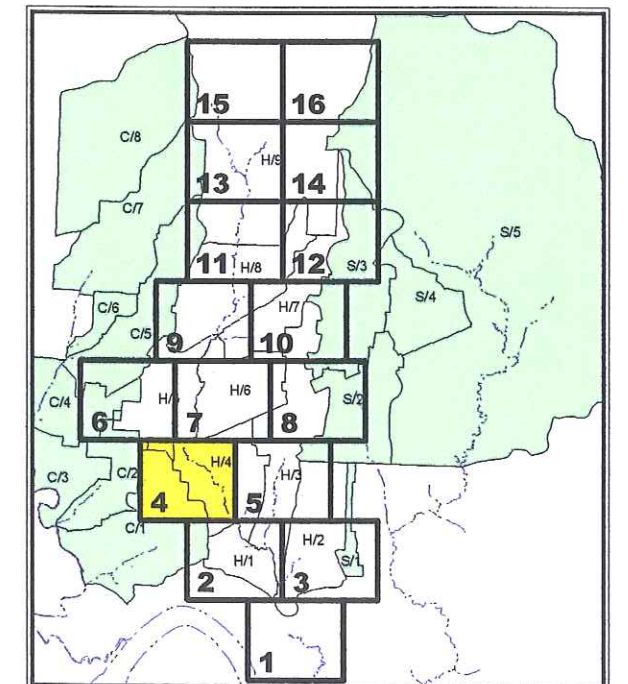 15 16
C/8
13 H/9 14
C/7
S/5
11 H/8 12 S/3
C/6 H/7 S/4
C/5
9 10
C/4 6 7 H/6 8 S/2
C/3 C/2 4 H/4 5 H/3
C/1
2 H/1 H/2 3 S/1
1